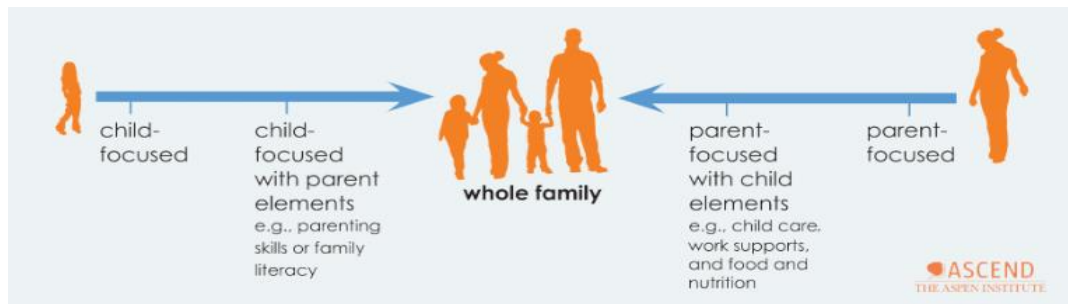 child-
focused
child-
focused
with parent
elements
e.g., parenting
skills or family
literacy
whole family
parent-
focused
with child
elements
e.g., child care,
work supports,
and food and
nutrition
parent-
focused
ASCEND
THE ASPEN INSTITUTE